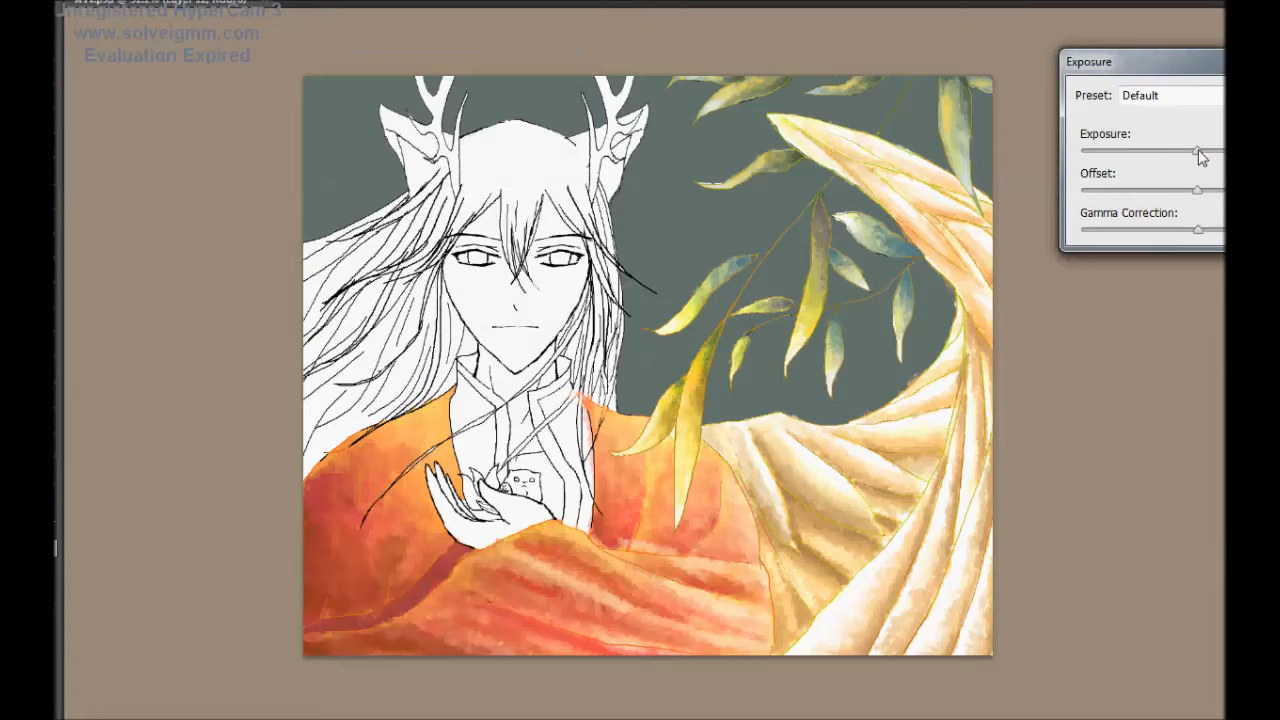 Unregistered HyperCam 3
www.solveigmm.com
Evaluation Expired
Exposure
Preset: Default
Exposure:
Offset:
Gamma Correction: